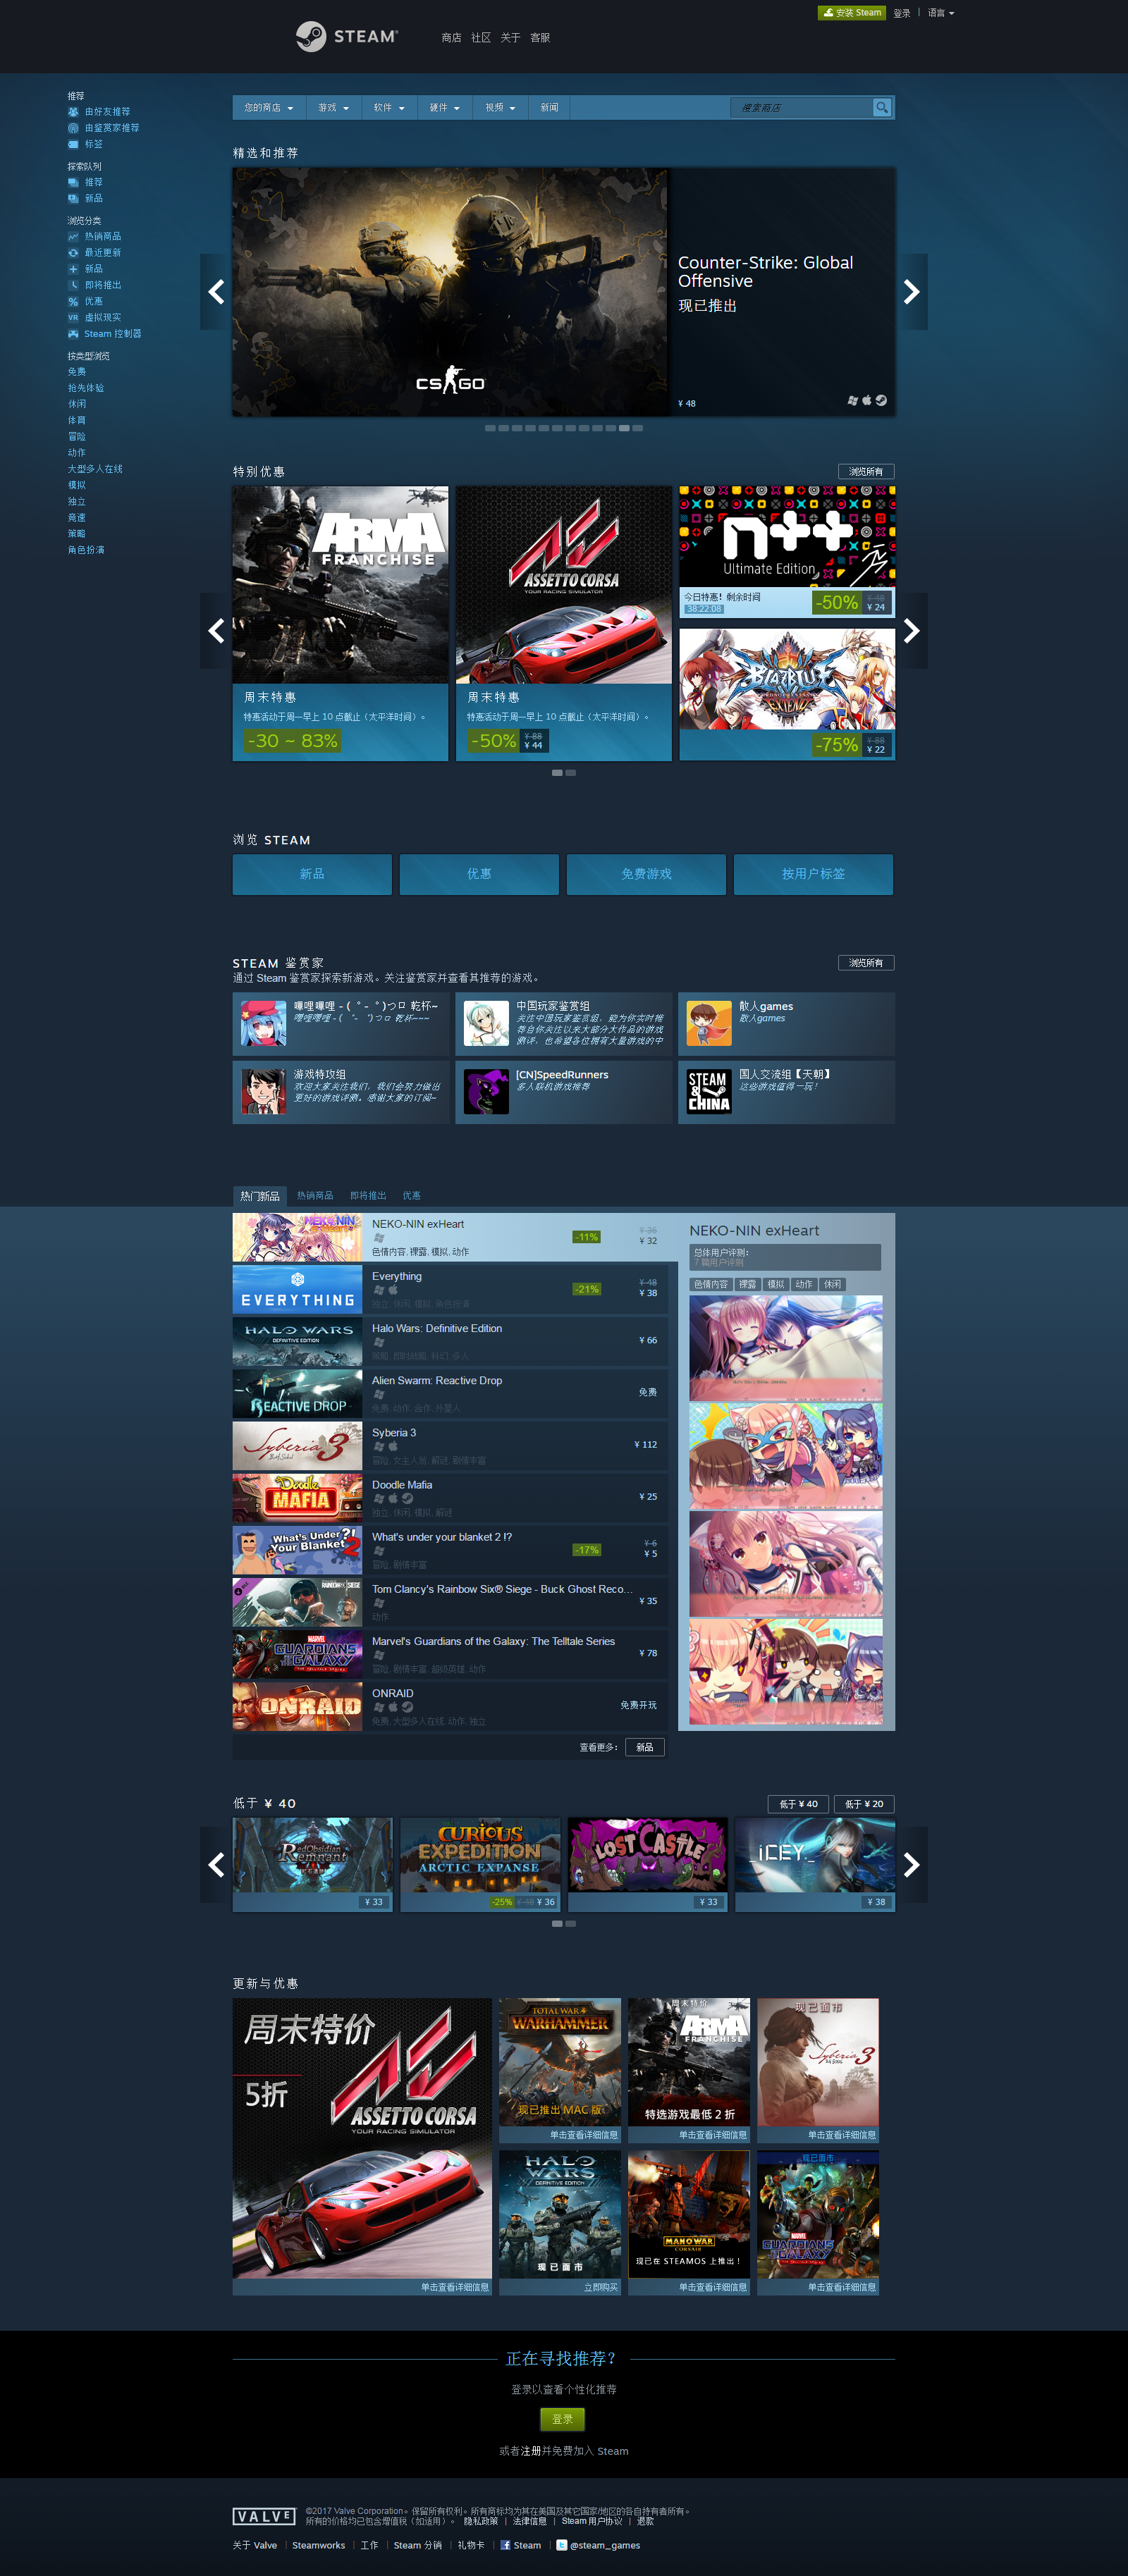 安装 Steam
登录 | 语言
STEAM®
商店 社区 关于 客服
推荐
由好友推荐
由鉴赏家推荐
标签
探索队列
推荐
新品
浏览分类
热销商品
最近更新
新品
即将推出
优惠
VR 虚拟现实
Steam 控制器
按类型浏览
免费
抢先体验
休闲
体育
冒险
动作
大型多人在线
模拟
独立
竞速
策略
角色扮演
您的商店 游戏 软件 硬件 视频 新闻 搜索商店
精选和推荐
CS GO
Counter-Strike: Global
Offensive
现已推出
¥ 48
特别优惠
浏览所有
ARMA
FRANCHISE
周末特惠
特惠活动于周一早上 10 点截止（太平洋时间）。
-30 ~ 83%
ASSETTO CORSA
YOUR RACING SIMULATOR
周末特惠
特惠活动于周一早上 10 点截止（太平洋时间）。
-50% ¥ 88
¥ 44
n++
Ultimate Edition
今日特惠！剩余时间
38:22:08
-50% ¥ 48
¥ 24
BLAZBLUE
-75% ¥ 88
¥ 22
浏览 STEAM
新品 优惠 免费游戏 按用户标签
STEAM 鉴赏家
浏览所有
通过 Steam 鉴赏家探索新游戏。关注鉴赏家并查看其推荐的游戏。
嗶哩嗶哩 - ( ゜- ゜)つロ 乾杯~
嗶哩嗶哩 - ( ゜- ゜)つロ 乾杯~~~
中国玩家鉴赏组
关注中国玩家鉴赏组，能为你实时推
荐自你关注以来大部分大作品的游戏
测评，也希望各位拥有大量游戏的中
散人games
散人games
游戏特攻组
欢迎大家关注我们，我们会努力做出
更好的游戏评测。感谢大家的订阅~
[CN]SpeedRunners
多人联机游戏推荐
STEAM
&
CHINA
国人交流组【天朝】
这些游戏值得一玩！
热门新品 热销商品 即将推出 优惠
NEKO-NIN exHeart
-11% ¥ 36
¥ 32
色情内容, 裸露, 模拟, 动作
EVERYTHING
Everything
-21% ¥ 48
¥ 38
独立, 休闲, 模拟, 角色扮演
HALO WARS
DEFINITIVE EDITION
Halo Wars: Definitive Edition
¥ 66
策略, 即时战略, 科幻, 多人
REACTIVE DROP
Alien Swarm: Reactive Drop
免费
免费, 动作, 合作, 外星人
Syberia 3
Syberia 3
¥ 112
冒险, 女主人翁, 解谜, 剧情丰富
Doodle
MAFIA
Doodle Mafia
¥ 25
独立, 休闲, 模拟, 解谜
What's Under
Your Blanket 2
?!
What's under your blanket 2 !?
-17% ¥ 6
¥ 5
冒险, 剧情丰富
Tom Clancy's Rainbow Six® Siege - Buck Ghost Reco...
¥ 35
动作
MARVEL
GUARDIANS
OF THE
GALAXY
Marvel's Guardians of the Galaxy: The Telltale Series
¥ 78
冒险, 剧情丰富, 超级英雄, 动作
ONRAID
ONRAID
免费开玩
免费, 大型多人在线, 动作, 独立
查看更多： 新品
NEKO-NIN exHeart
总体用户评测：
7 篇用户评测
色情内容 裸露 模拟 动作 休闲
低于 ¥ 40
低于 ¥ 40 低于 ¥ 20
RedObsidian
Remnant
¥ 33
CURIOUS
EXPEDITION
ARCTIC EXPANSE
-25% ¥ 48 ¥ 36
LOST CASTLE
¥ 33
_iCEY._
¥ 38
更新与优惠
周末特价
5折
ASSETTO CORSA
YOUR RACING SIMULATOR
单击查看详细信息
TOTAL WAR
WARHAMMER
现已推出 MAC 版
单击查看详细信息
周末特价
ARMA
FRANCHISE
特选游戏最低 2 折
单击查看详细信息
现已面市
Syberia 3
单击查看详细信息
HALO WARS
DEFINITIVE EDITION
现已面市
立即购买
MAN O' WAR
CORSAIR
现已在 STEAMOS 上推出！
单击查看详细信息
现已面市
MARVEL
GUARDIANS
OF THE
GALAXY
单击查看详细信息
正在寻找推荐？
登录以查看个性化推荐
登录
或者注册并免费加入 Steam
VALVE
©2017 Valve Corporation。保留所有权利。所有商标均为其在美国及其它国家/地区的各自持有者所有。
所有的价格均已包含增值税（如适用）。 隐私政策 | 法律信息 | Steam 用户协议 | 退款
关于 Valve | Steamworks | 工作 | Steam 分销 | 礼物卡 | Steam | @steam_games